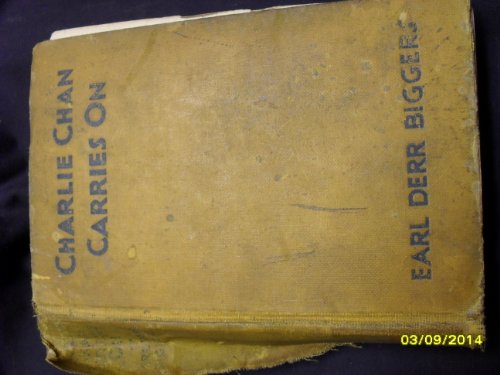 CHARLIE CHAN
CARRIES ON
EARL DERR BIGGERS
03/09/2014